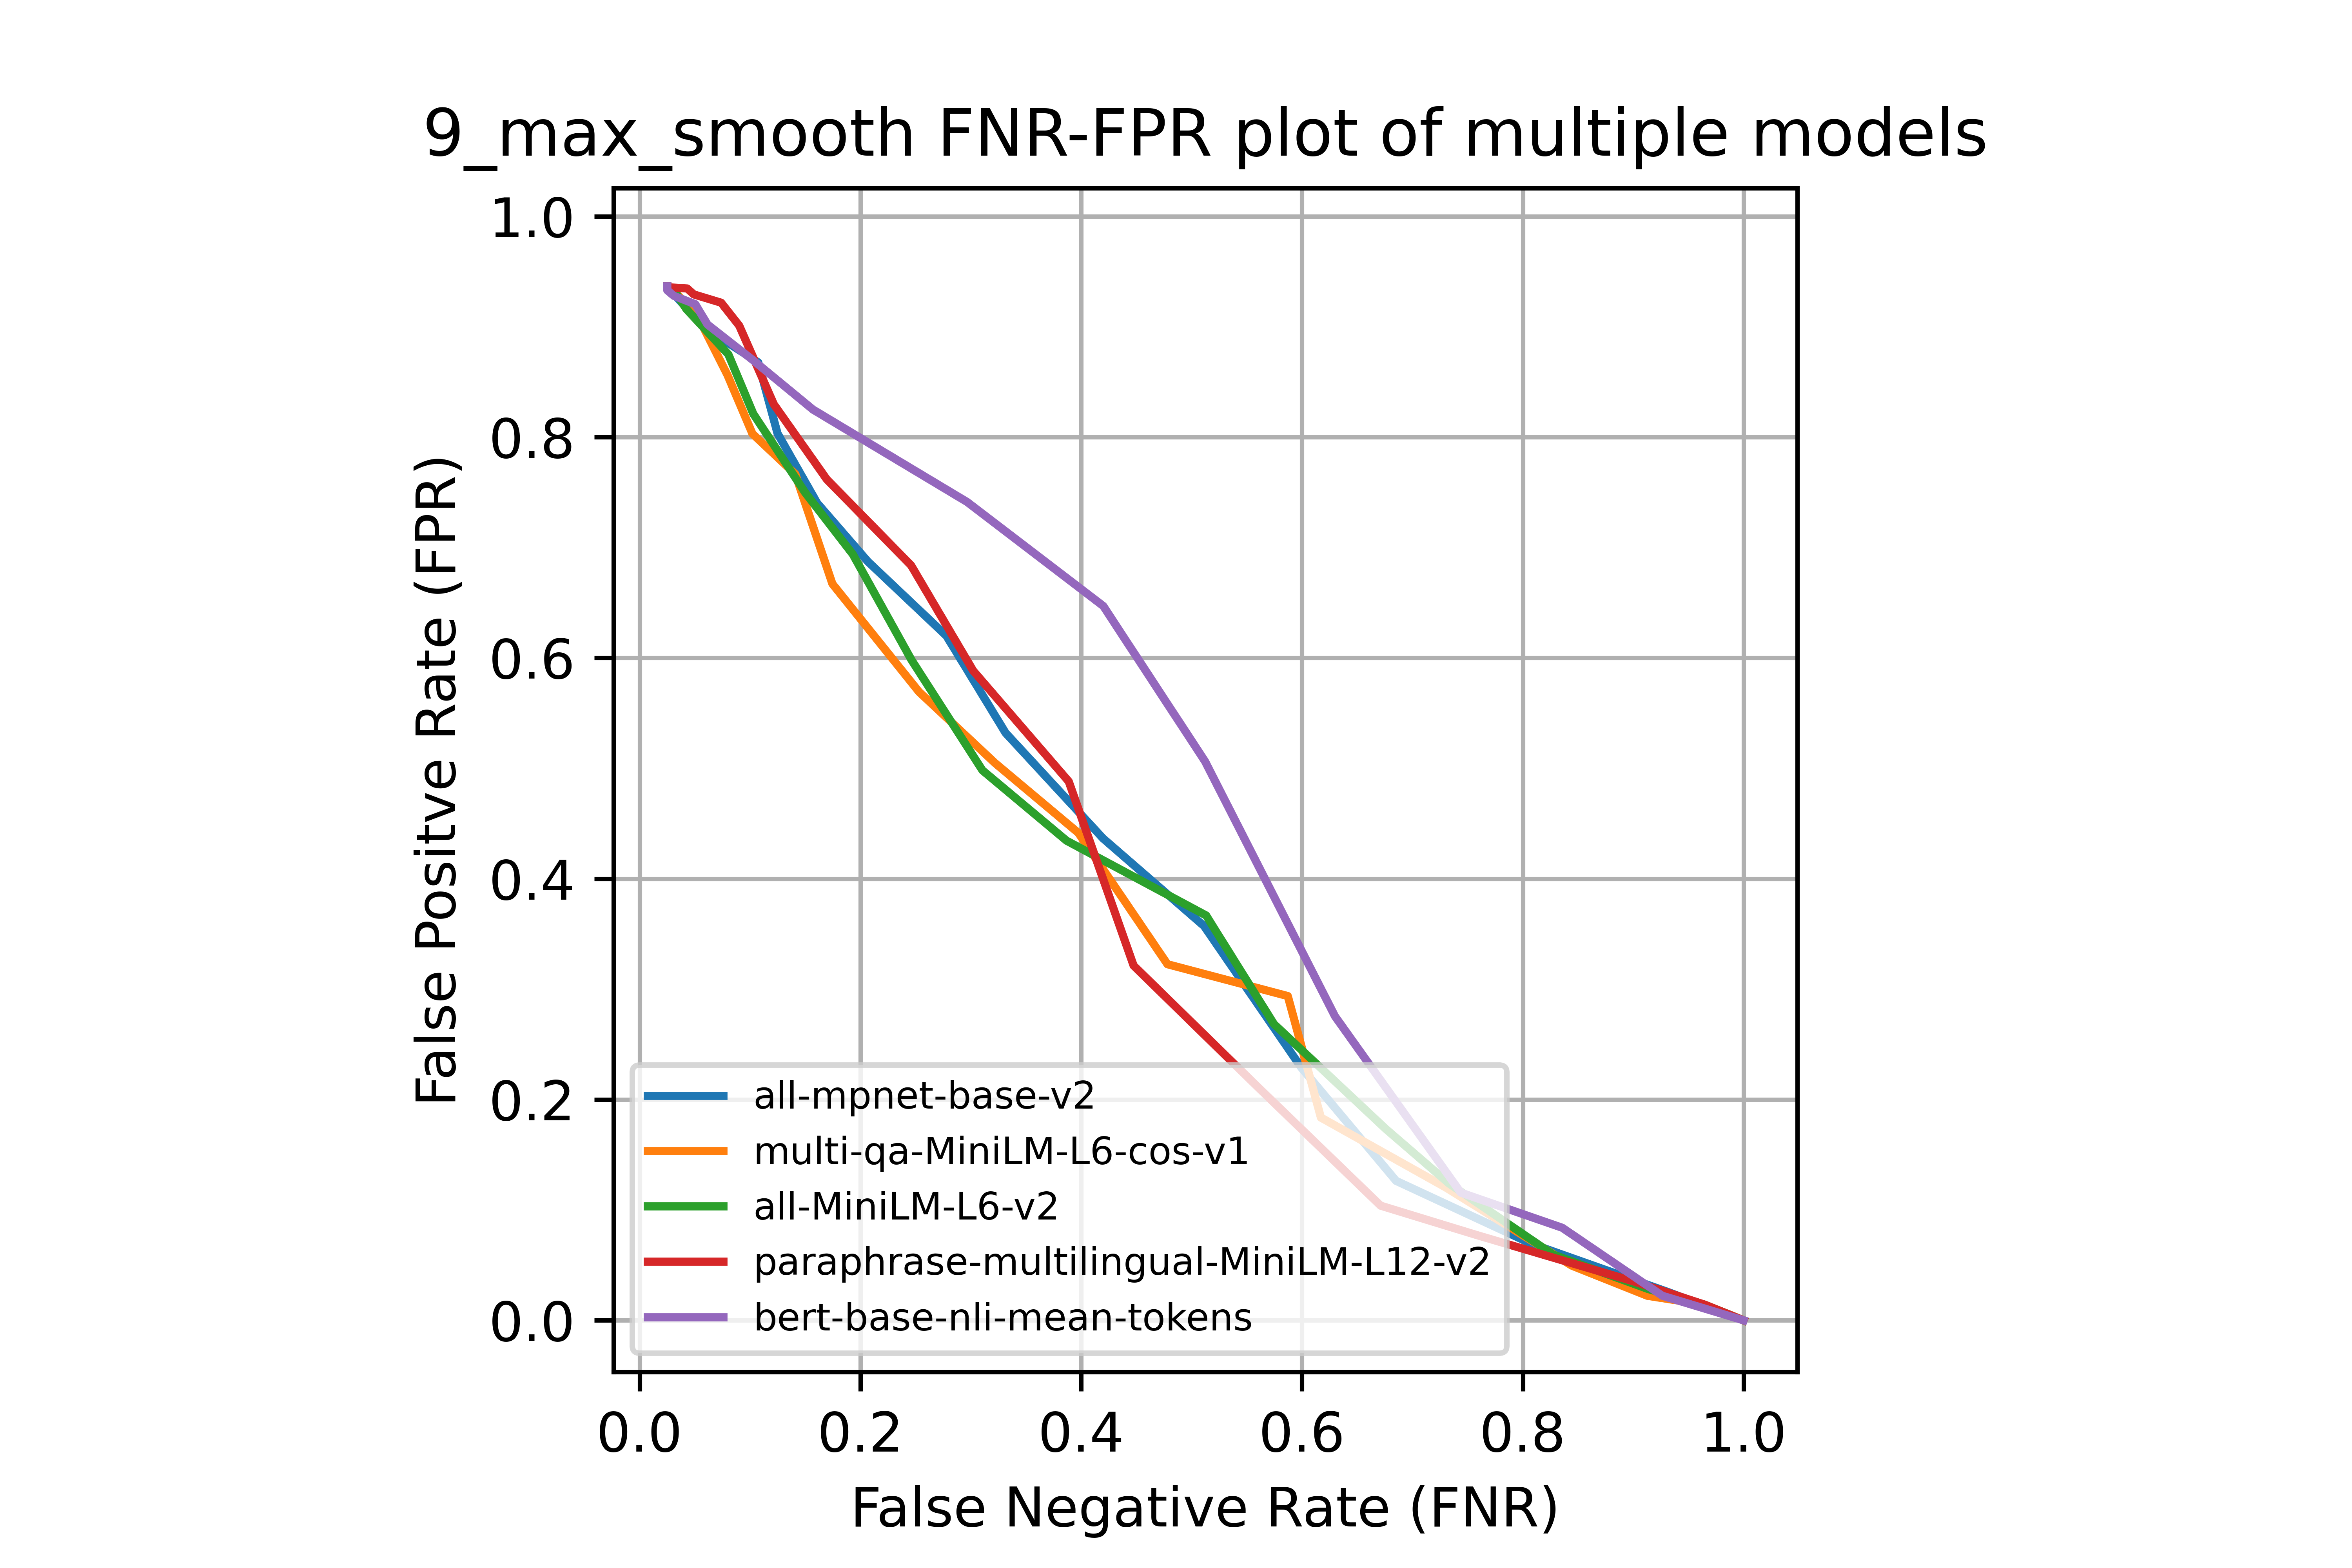 9_max_smooth FNR-FPR plot of multiple models
1.0
0.8
0.6
0.4
0.2
0.0
False Positve Rate (FPR)
all-mpnet-base-v2
multi-qa-MiniLM-L6-cos-v1
all-MiniLM-L6-v2
paraphrase-multilingual-MiniLM-L12-v2
bert-base-nli-mean-tokens
0.0 0.2 0.4 0.6 0.8 1.0
False Negative Rate (FNR)